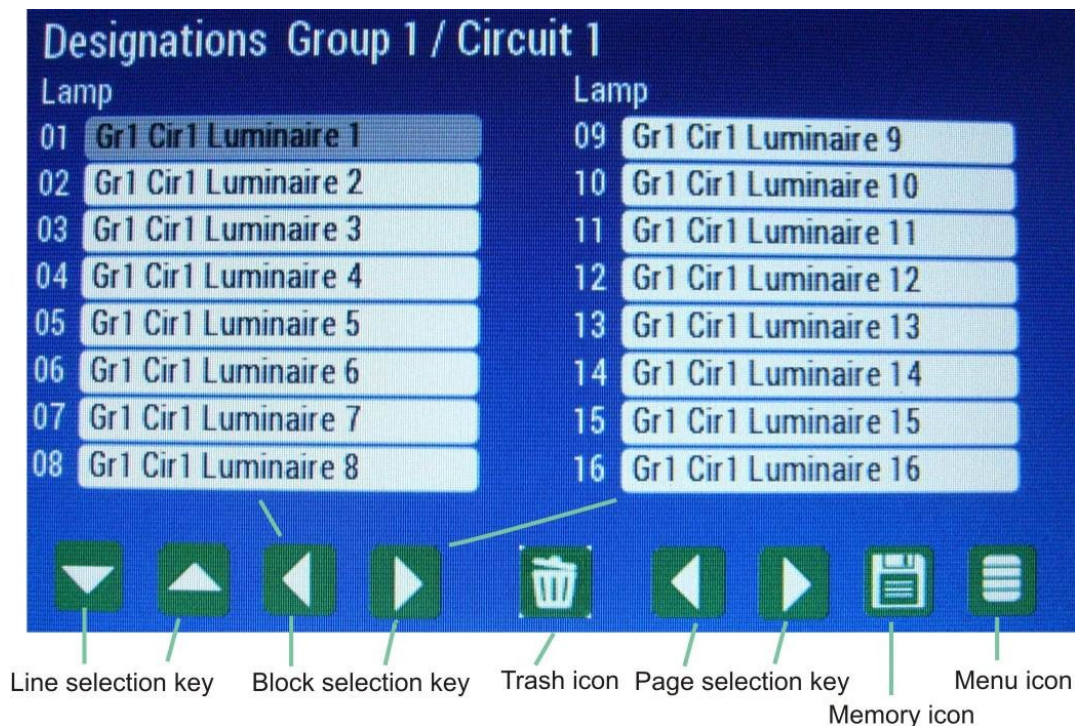 Designations Group 1 / Circuit 1
Lamp
01 Gr1 Cir1 Luminaire 1
02 Gr1 Cir1 Luminaire 2
03 Gr1 Cir1 Luminaire 3
04 Gr1 Cir1 Luminaire 4
05 Gr1 Cir1 Luminaire 5
06 Gr1 Cir1 Luminaire 6
07 Gr1 Cir1 Luminaire 7
08 Gr1 Cir1 Luminaire 8
Lamp
09 Gr1 Cir1 Luminaire 9
10 Gr1 Cir1 Luminaire 10
11 Gr1 Cir1 Luminaire 11
12 Gr1 Cir1 Luminaire 12
13 Gr1 Cir1 Luminaire 13
14 Gr1 Cir1 Luminaire 14
15 Gr1 Cir1 Luminaire 15
16 Gr1 Cir1 Luminaire 16
Line selection key Block selection key Trash icon Page selection key Menu icon
Memory icon